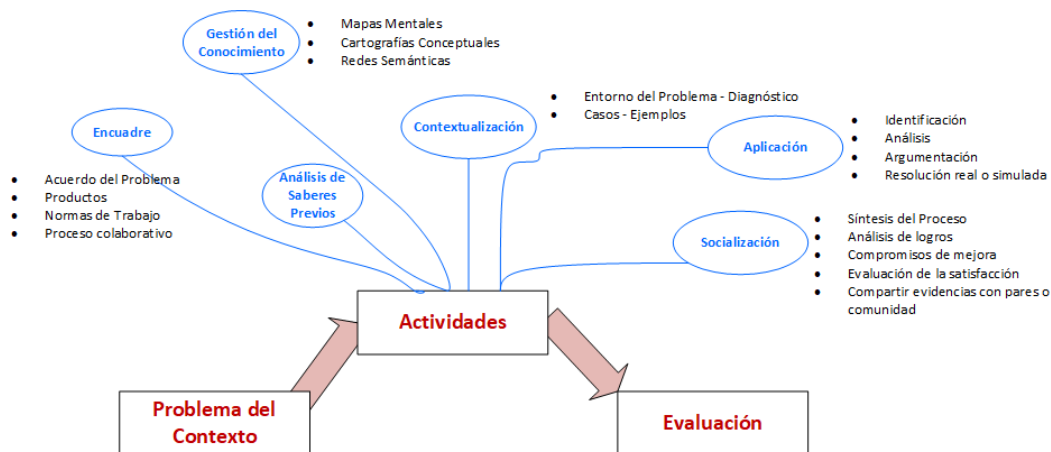 Gestión del
Conocimiento
• Mapas Mentales
• Cartografías Conceptuales
• Redes Semánticas
Encuadre
• Acuerdo del Problema
• Productos
• Normas de Trabajo
• Proceso colaborativo
Análisis de
Saberes
Previos
Contextualización
• Entorno del Problema - Diagnóstico
• Casos - Ejemplos
Aplicación
• Identificación
• Análisis
• Argumentación
• Resolución real o simulada
Socialización
• Síntesis del Proceso
• Análisis de logros
• Compromisos de mejora
• Evaluación de la satisfacción
• Compartir evidencias con pares o
comunidad
Actividades
Problema del
Contexto
Evaluación